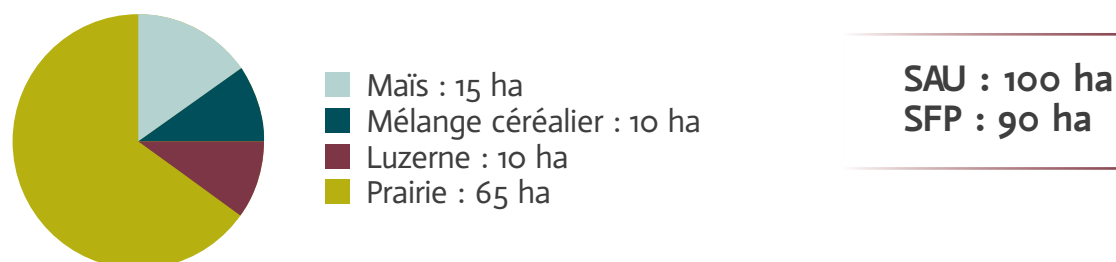 Maïs : 15 ha
Mélange céréalier : 10 ha
Luzerne : 10 ha
Prairie : 65 ha
SAU : 100 ha
SFP : 90 ha